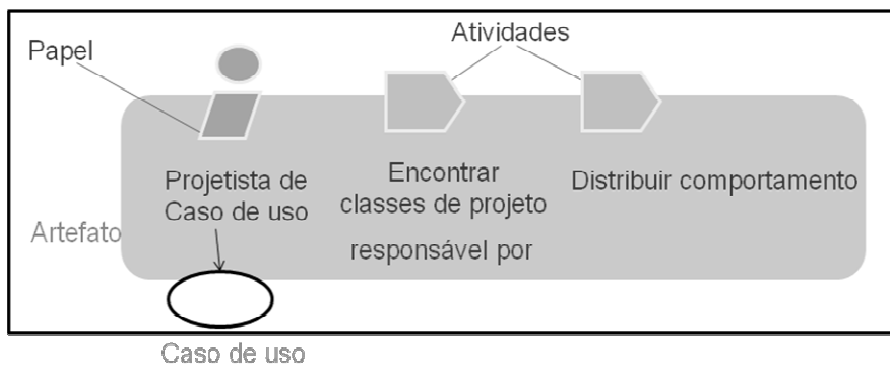 Atividades
Papel
Projetista de
Caso de uso
Encontrar
classes de projeto
responsável por
Distribuir comportamento
Artefato
Caso de uso